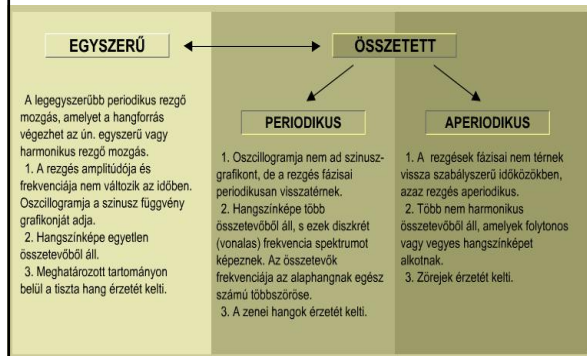 EGYSZERŰ
ÖSSZETETT
A legegyszerűbb periodikus rezgő
mozgás, amelyet a hangforrás
végezhet az ún. egyszerű vagy
harmonikus rezgő mozgás.
1. A rezgés amplitúdója és
frekvenciája nem változik az időben.
Oszcillogramja a szinusz függvény
grafikonját adja.
2. Hangszínképe egyetlen
összetevőből áll.
3. Meghatározott tartományon
belül a tiszta hang érzetét kelti.
PERIODIKUS
1. Oszcillogramja nem ad szinusz-
grafikont, de a rezgés fázisai
periodikusan visszatérnek.
2. Hangszínképe több
összetevőből áll, s ezek diszkrét
(vonalas) frekvencia spektrumot
képeznek. Az összetevők
frekvenciája az alaphangnak egész
számú többszöröse.
3. A zenei hangok érzetét kelti.
APERIODIKUS
1. A rezgések fázisai nem térnek
vissza szabályszerű időközökben,
azaz rezgés aperiodikus.
2. Több nem harmonikus
összetevőből áll, amelyek folytonos
vagy vegyes hangszínképet
alkotnak.
3. Zörejek érzetét kelti.